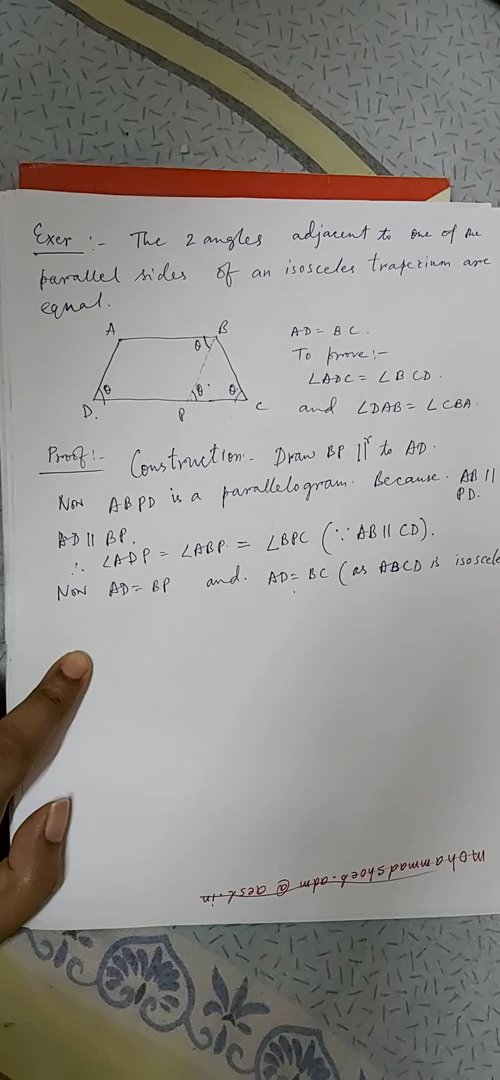 Exer :- The 2 angles adjacent to one of the
parallel sides of an isosceles trapezium are
equal.
A
B
θ
θ
θ
θ
D.
P
C
AD = BC.
To prove :-
∠ADC = ∠BCD.
and ∠DAB = ∠CBA.
Proof :- Construction - Draw BP ||r to AD.
Now ABPD is a parallelogram. Because. AB ||
PD.
AD || BP.
∴ ∠ADP = ∠ABP = ∠BPC (∵ AB || CD).
Now AD = BP and. AD = BC (as ABCD is isoscele
mohammadshoeb.adm@aesl.in